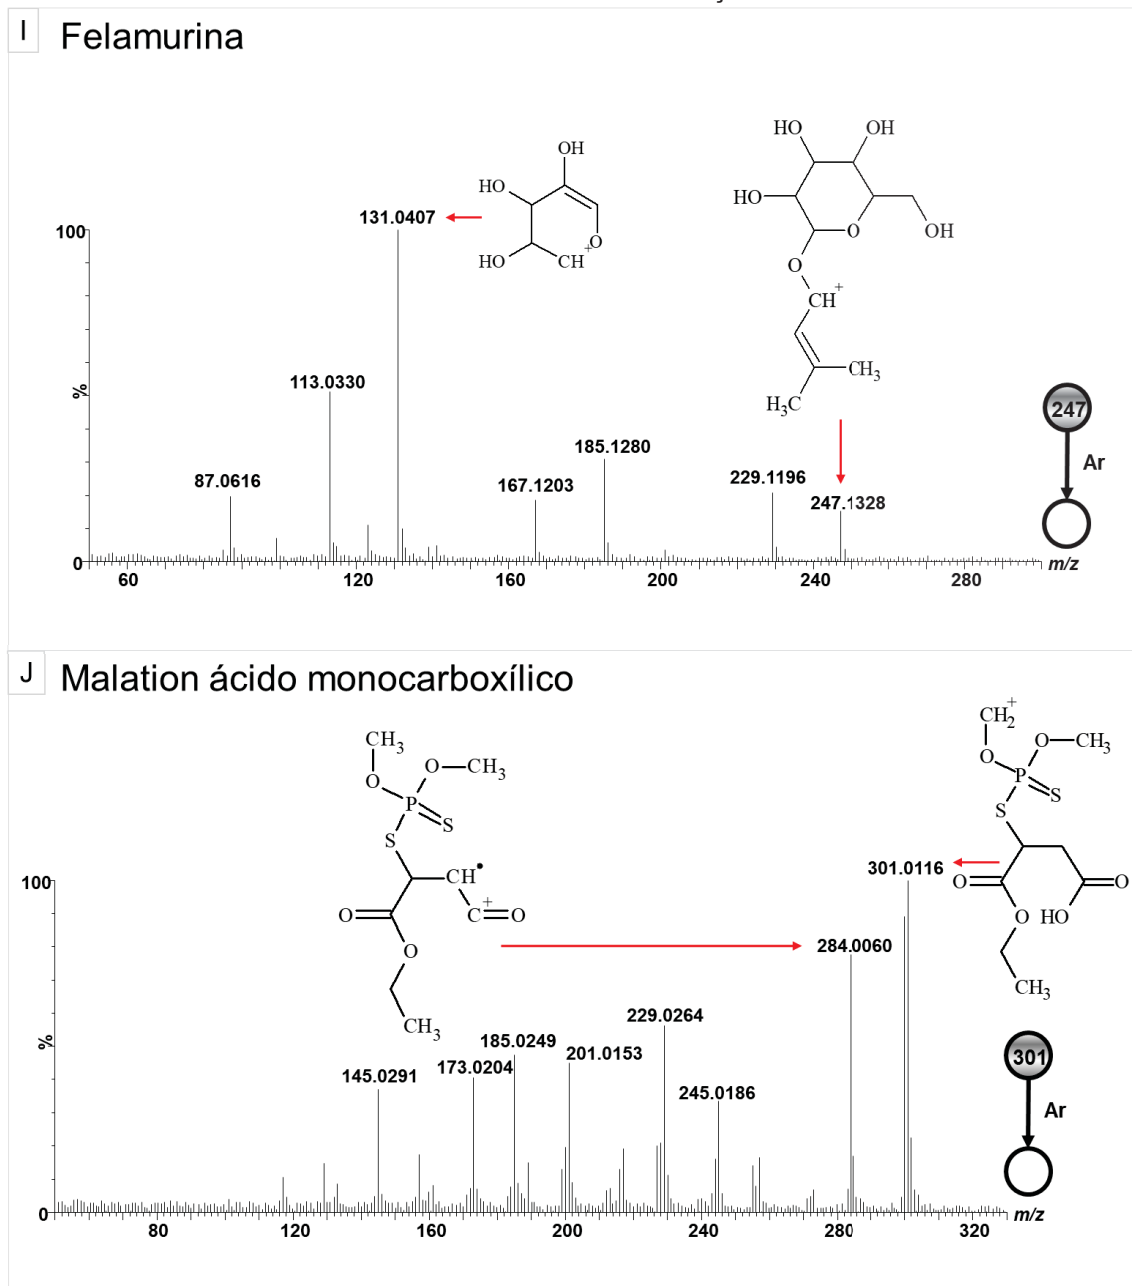 I Felamurina
HO OH
OH
HO
HO
O
OH
O
CH+
CH3
H3C
HO
HO
CH+
O
131.0407
100
113.0330
%
87.0616
167.1203
185.1280
229.1196
247.1328
0
60 120 160 200 240 280
m/z
247
Ar
J Malation ácido monocarboxílico
CH3
O
O—CH3
P
S
S
CH•
O
C+
O
O
CH3
CH2+
O
O—CH3
P
S
S
O
O
O HO
CH3
301.0116
100
284.0060
%
229.0264
185.0249
201.0153
173.0204
145.0291
245.0186
0
80 120 160 200 240 280 320
m/z
301
Ar